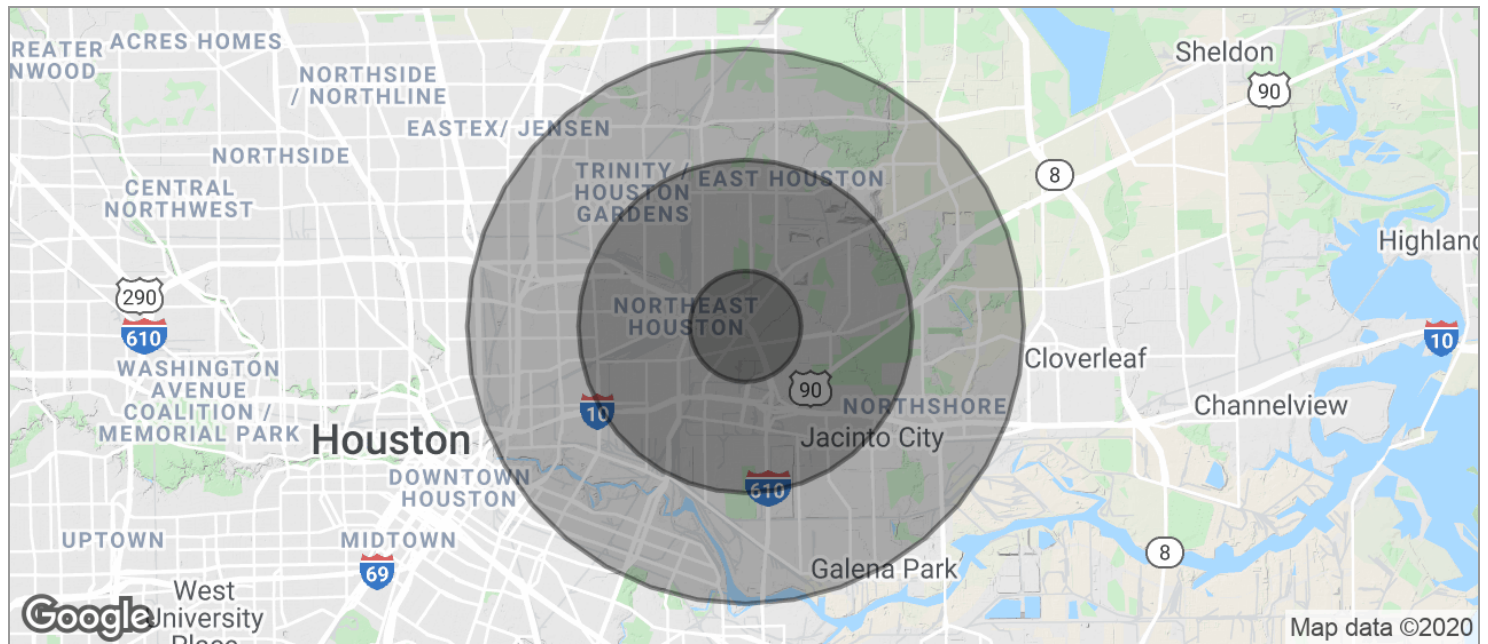 REATER
NWOOD
ACRES HOMES
NORTHSIDE
/ NORTHLINE
Sheldon
90
EASTEX/ JENSEN
NORTHSIDE
TRINITY /
HOUSTON
GARDENS
EAST HOUSTON
8
CENTRAL
NORTHWEST
Highland
290
610
NORTHEAST
HOUSTON
10
WASHINGTON
AVENUE
COALITION /
MEMORIAL PARK
Cloverleaf
90
10
NORTHSHORE
Channelview
Houston
Jacinto City
DOWNTOWN
HOUSTON
610
UPTOWN
MIDTOWN
8
69
Galena Park
West
University
Place
Google
Map data ©2020